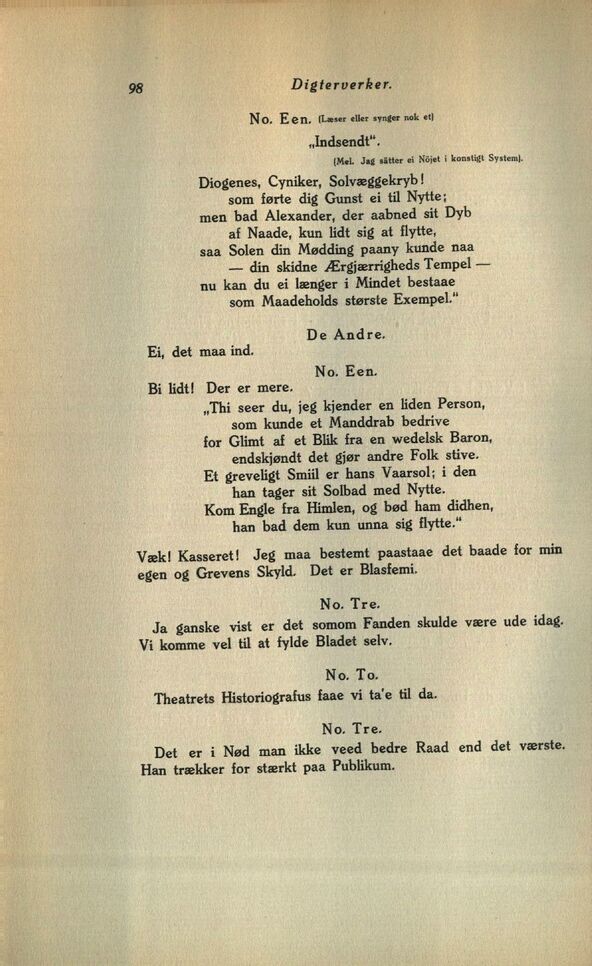 98
Digterverker.
No. Een. (Læser eller synger nok et)
„Indsendt“.
(Mel. Jag sätter ei Nöjet i konstigt System).
Diogenes, Cyniker, Solvæggekryb!
som førte dig Gunst ei til Nytte;
men bad Alexander, der aabned sit Dyb
af Naade, kun lidt sig at flytte,
saa Solen din Mødding paany kunde naa
— din skidne Ærgjærrigheds Tempel —
nu kan du ei længer i Mindet bestaae
som Maadeholds største Exempel.“
De Andre.
Ei, det maa ind.
No. Een.
Bi lidt! Der er mere.
„Thi seer du, jeg kjender en liden Person,
som kunde et Manddrab bedrive
for Glimt af et Blik fra en wedelsk Baron,
endskjøndt det gjør andre Folk stive.
Et greveligt Smiil er hans Vaarsol; i den
han tager sit Solbad med Nytte.
Kom Engle fra Himlen, og bød ham didhen,
han bad dem kun unna sig flytte.“
Væk! Kasseret! Jeg maa bestemt paastaae det baade for min
egen og Grevens Skyld. Det er Blasfemi.
No. Tre.
Ja ganske vist er det somom Fanden skulde være ude idag.
Vi komme vel til at fylde Bladet selv.
No. To.
Theatrets Historiografus faae vi ta'e til da.
No. Tre.
Det er i Nød man ikke veed bedre Raad end det værste.
Han trækker for stærkt paa Publikum.